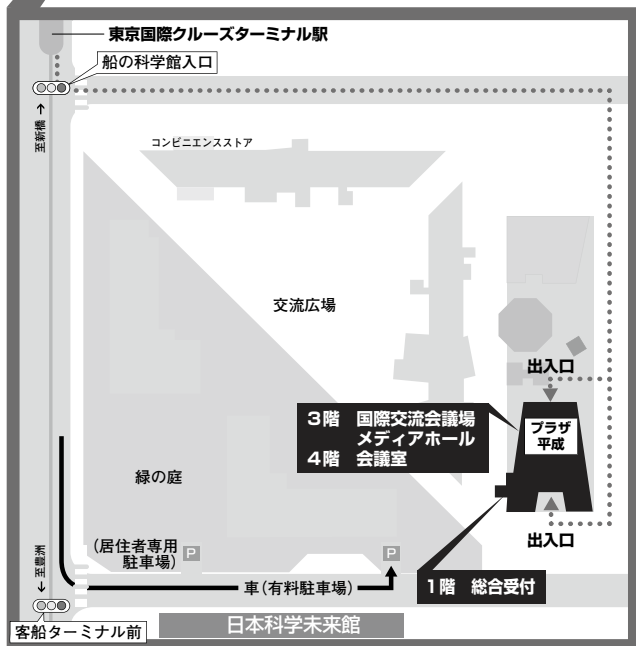 東京国際クルーズターミナル駅
船の科学館入口
至新橋
コンビニエンスストア
交流広場
出入口
3階 国際交流会議場
メディアホール
4階 会議室
プラザ
平成
緑の庭
出入口
(居住者専用
駐車場)
P
P
至豊洲
車(有料駐車場)
1階 総合受付
客船ターミナル前
日本科学未来館